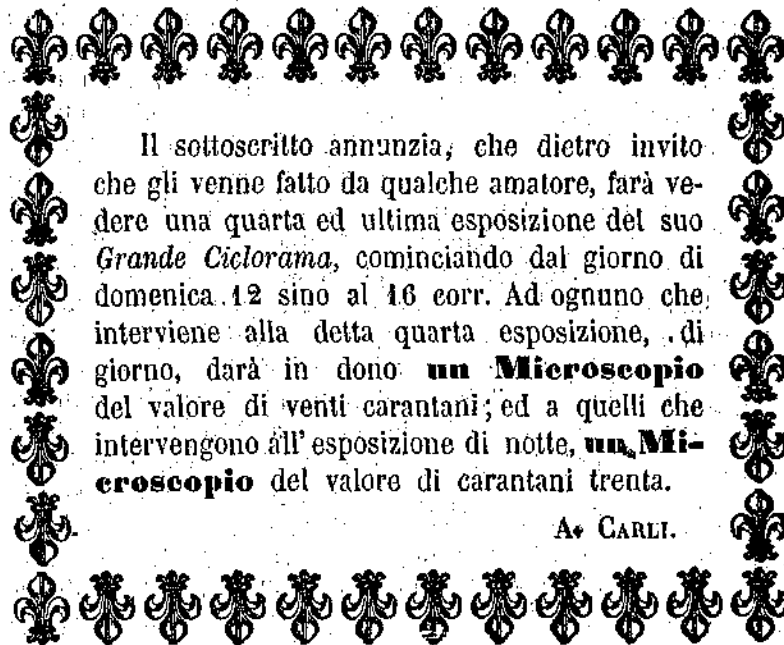 Il sottoscritto annunzia, che dietro invito
che gli venne fatto da qualche amatore, farà ve-
dere una quarta ed ultima esposizione del suo
Grande Ciclorama, cominciando dal giorno di
domenica 12 sino al 16 corr. Ad ognuno che
interviene alla detta quarta esposizione, di
giorno, darà in dono un Microscopio
del valore di venti carantani; ed a quelli che
intervengono all' esposizione di notte, un Mi-
croscopio del valore di carantani trenta.
A. CARLI.